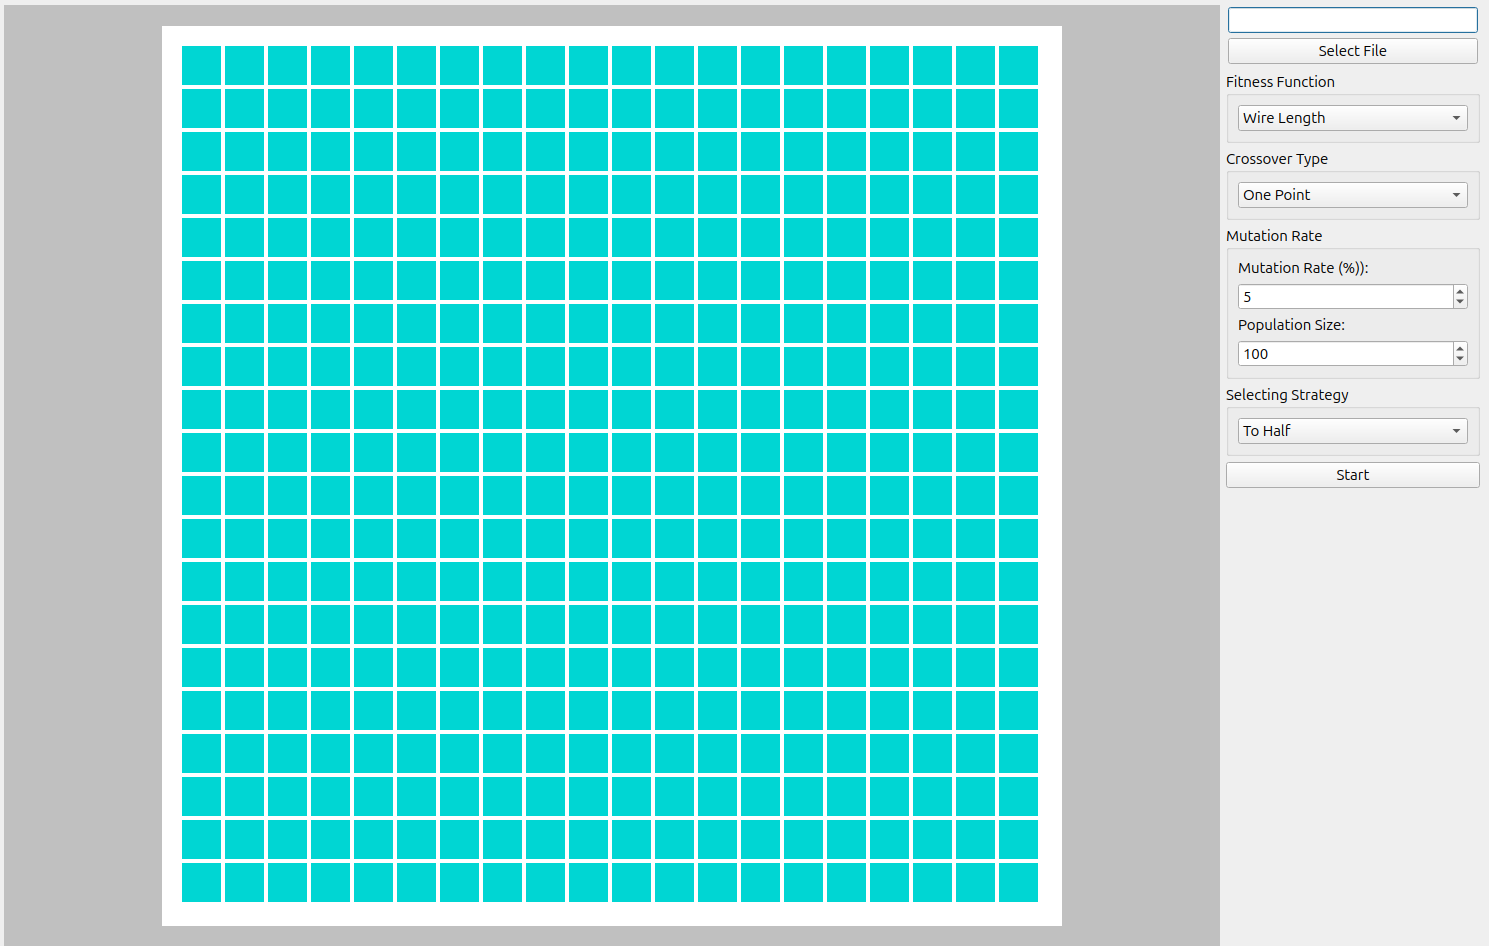 Select File
Fitness Function
Wire Length
Crossover Type
One Point
Mutation Rate
Mutation Rate (%)):
5
Population Size:
100
Selecting Strategy
To Half
Start